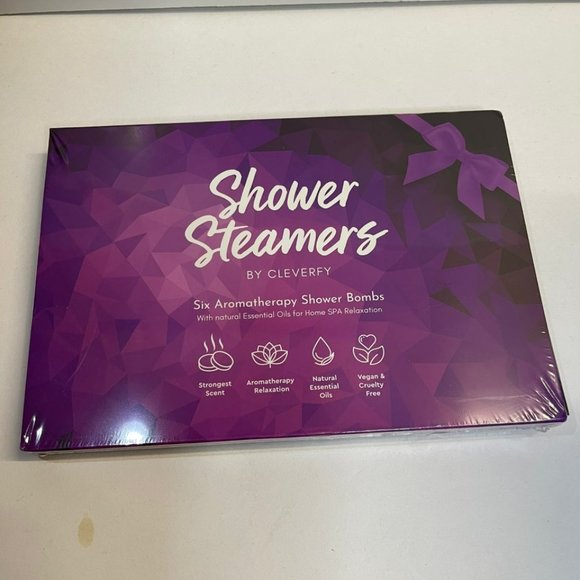 Shower
Steamers
BY CLEVERFY
Six Aromatherapy Shower Bombs
With natural Essential Oils for Home SPA Relaxation
Strongest
Scent
Aromatherapy
Relaxation
Natural
Essential
Oils
Vegan &
Cruelty
Free